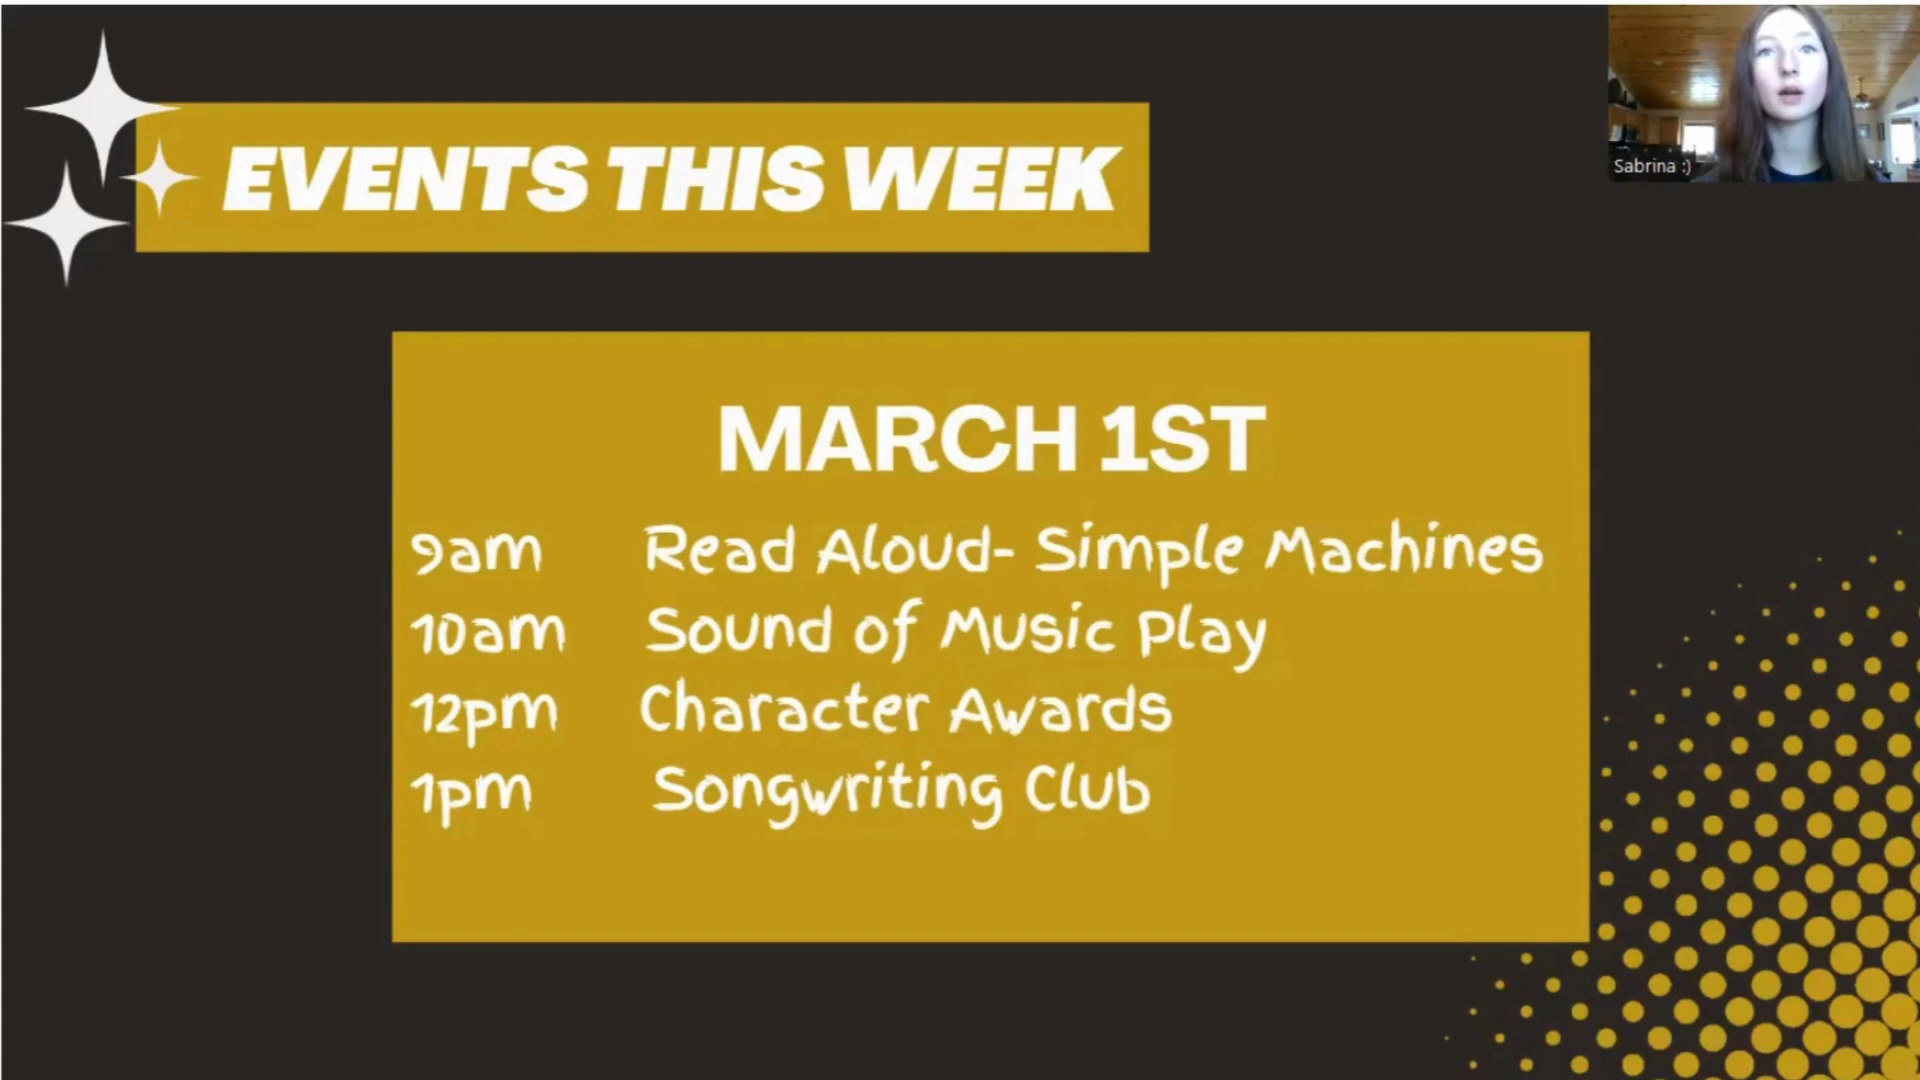 EVENTS THIS WEEK
Sabrina :)
MARCH 1ST
9am Read Aloud- Simple Machines
10am Sound of Music Play
12pm Character Awards
1pm Songwriting Club